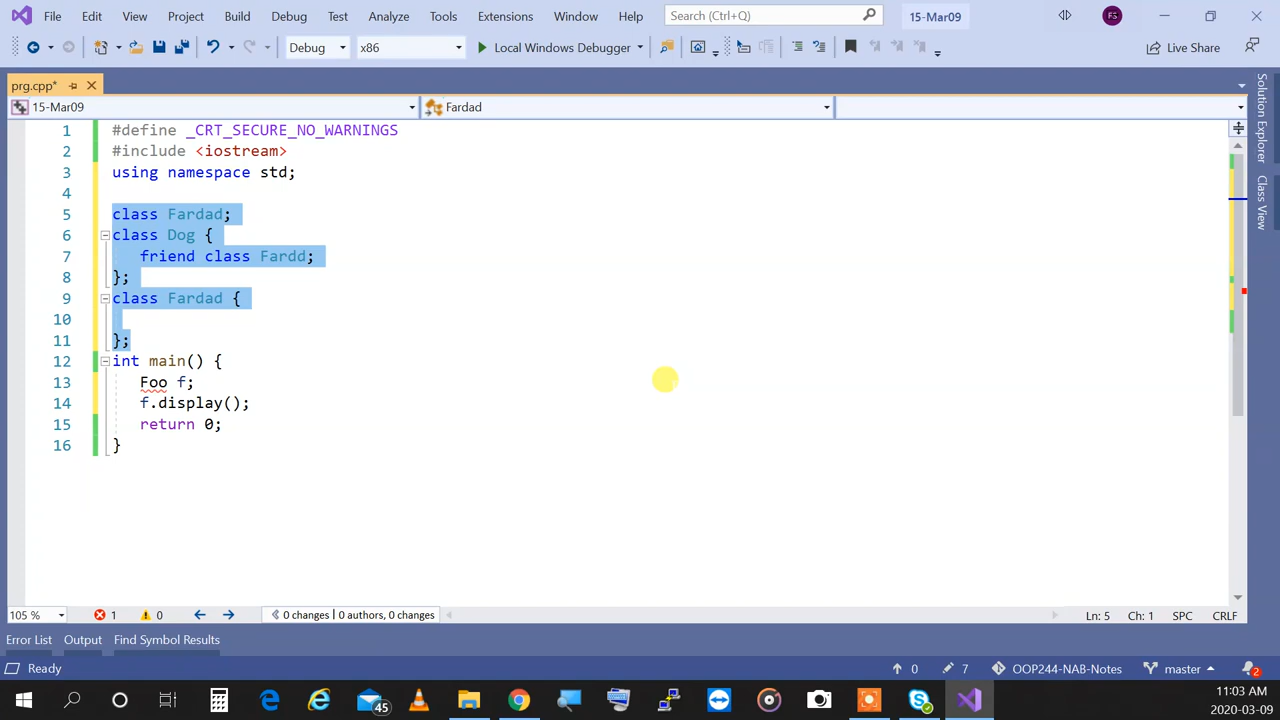 File Edit View Project Build Debug Test Analyze Tools Extensions Window Help Search (Ctrl+Q) 15-Mar09 FS
Debug x86 Local Windows Debugger Live Share
prg.cpp*
15-Mar09 Fardad
1 #define _CRT_SECURE_NO_WARNINGS
2 #include <iostream>
3 using namespace std;
4
5 class Fardad;
6 class Dog {
7 friend class Fardd;
8 };
9 class Fardad {
10
11 };
12 int main() {
13 Foo f;
14 f.display();
15 return 0;
16 }
Solution Explorer
Class View
105 % 1 0 0 changes | 0 authors, 0 changes Ln: 5 Ch: 1 SPC CRLF
Error List Output Find Symbol Results
Ready 0 7 OOP244-NAB-Notes master 2
45
11:03 AM
2020-03-09